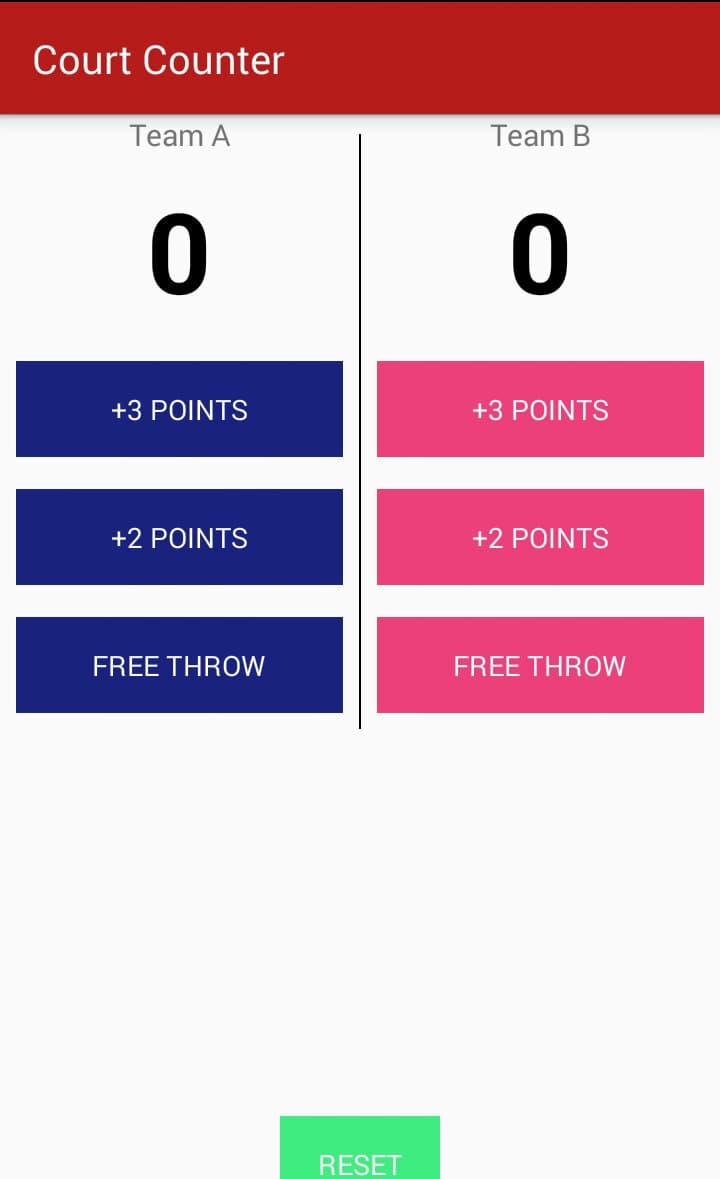 Court Counter
Team A
Team B
0
0
+3 POINTS
+3 POINTS
+2 POINTS
+2 POINTS
FREE THROW
FREE THROW
RESET